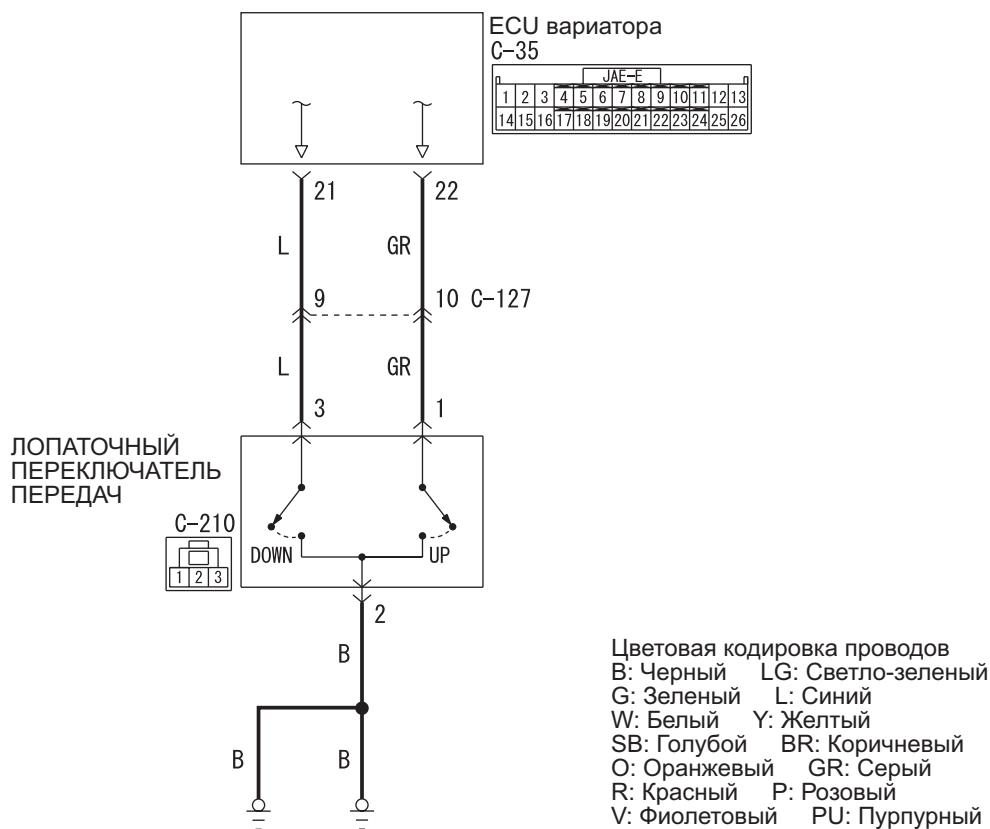 ECU вариатора
C-35
JAE-E
1 2 3 4 5 6 7 8 9 10 11 12 13
14 15 16 17 18 19 20 21 22 23 24 25 26
21 22
L GR
9 10 C-127
L GR
3 1
ЛОПАТОЧНЫЙ
ПЕРЕКЛЮЧАТЕЛЬ
ПЕРЕДАЧ
C-210
1 2 3
DOWN UP
2
B
B B
Цветовая кодировка проводов
B: Черный LG: Светло-зеленый
G: Зеленый L: Синий
W: Белый Y: Желтый
SB: Голубой BR: Коричневый
O: Оранжевый GR: Серый
R: Красный P: Розовый
V: Фиолетовый PU: Пурпурный